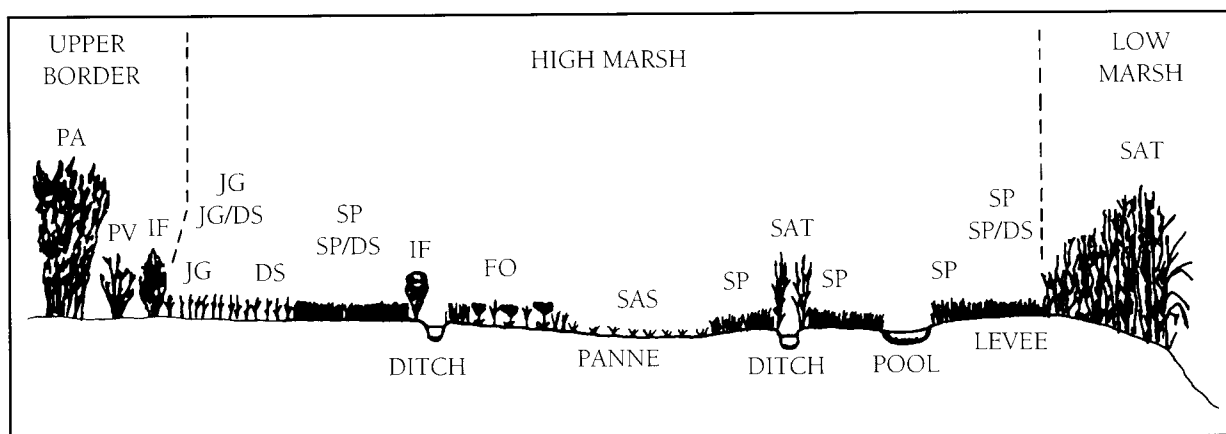 UPPER
BORDER
HIGH MARSH
LOW
MARSH
PA
SAT
JG
JG/DS
SP
SP/DS
SP
SP/DS
PV
IF
IF
SAT
JG
DS
FO
SAS
SP
SP
SP
DITCH
PANNE
DITCH
POOL
LEVEE